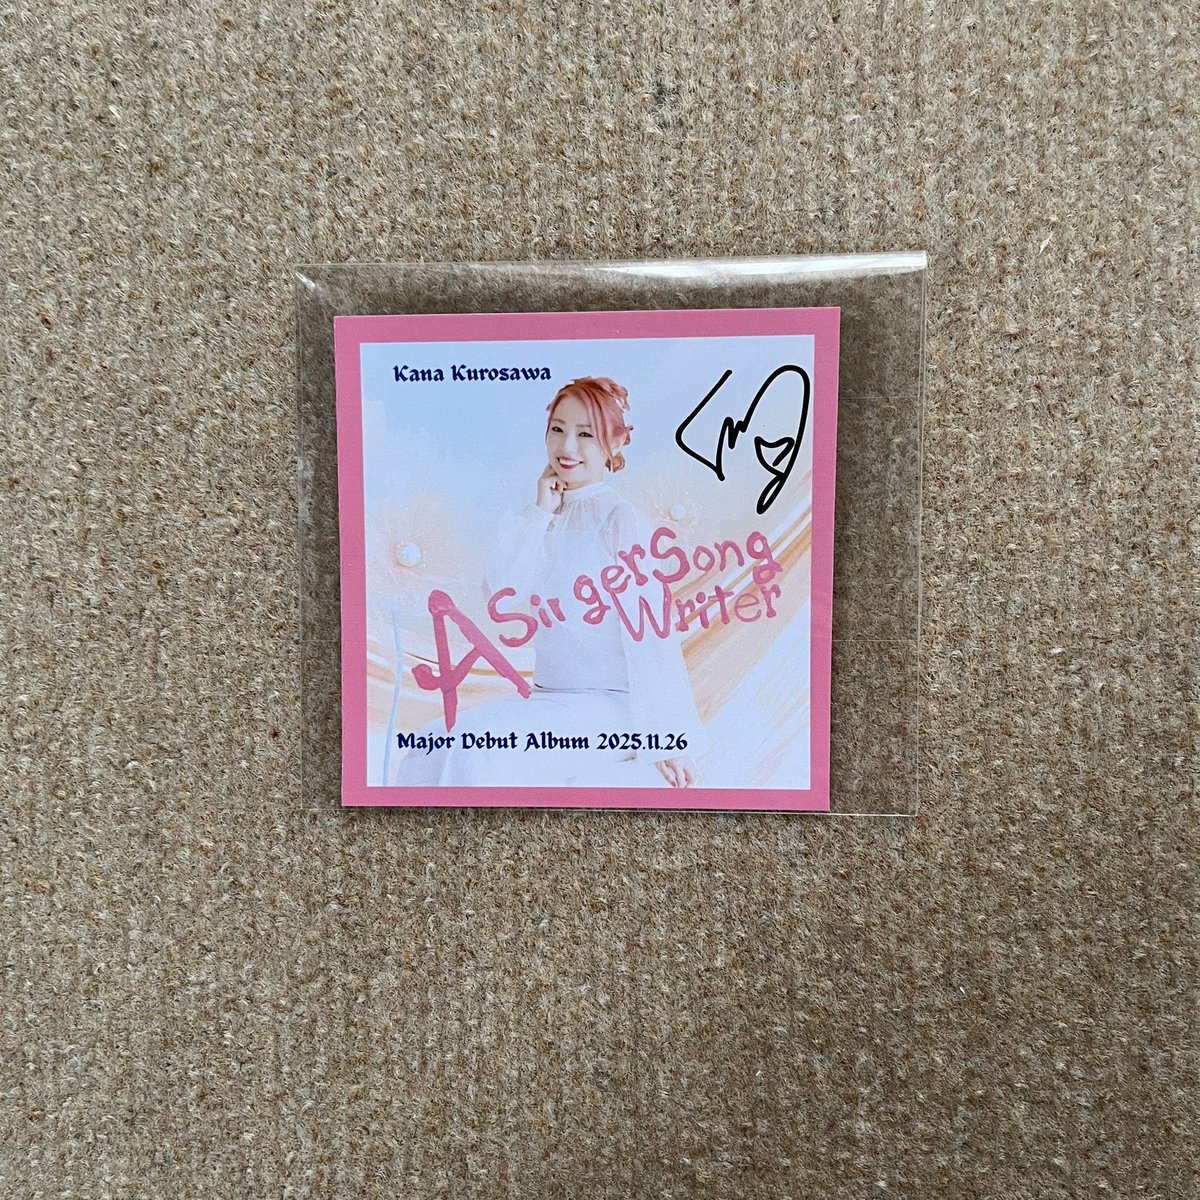 Kana Kurosawa
A Singer Song
Writer
Major Debut Album 2025.11.26